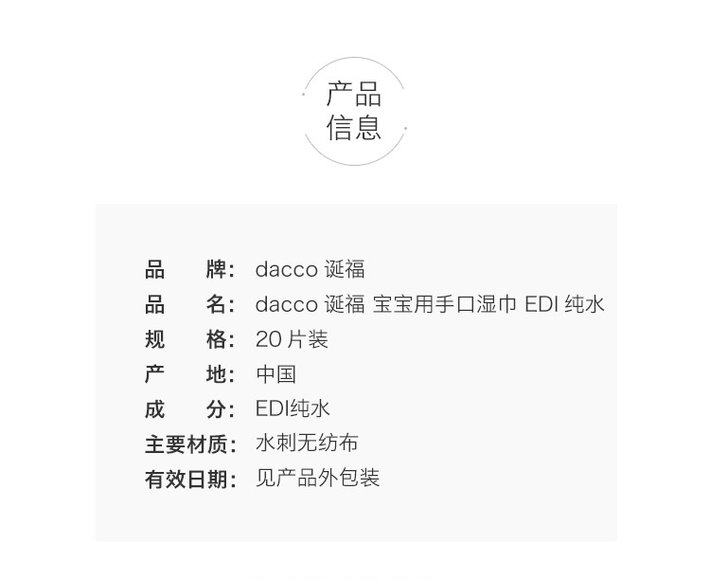 产品
信息
品 牌： dacco 诞福
品 名： dacco 诞福 宝宝用手口湿巾 EDI 纯水
规 格： 20 片装
产 地： 中国
成 分： EDI纯水
主要材质： 水刺无纺布
有效日期： 见产品外包装